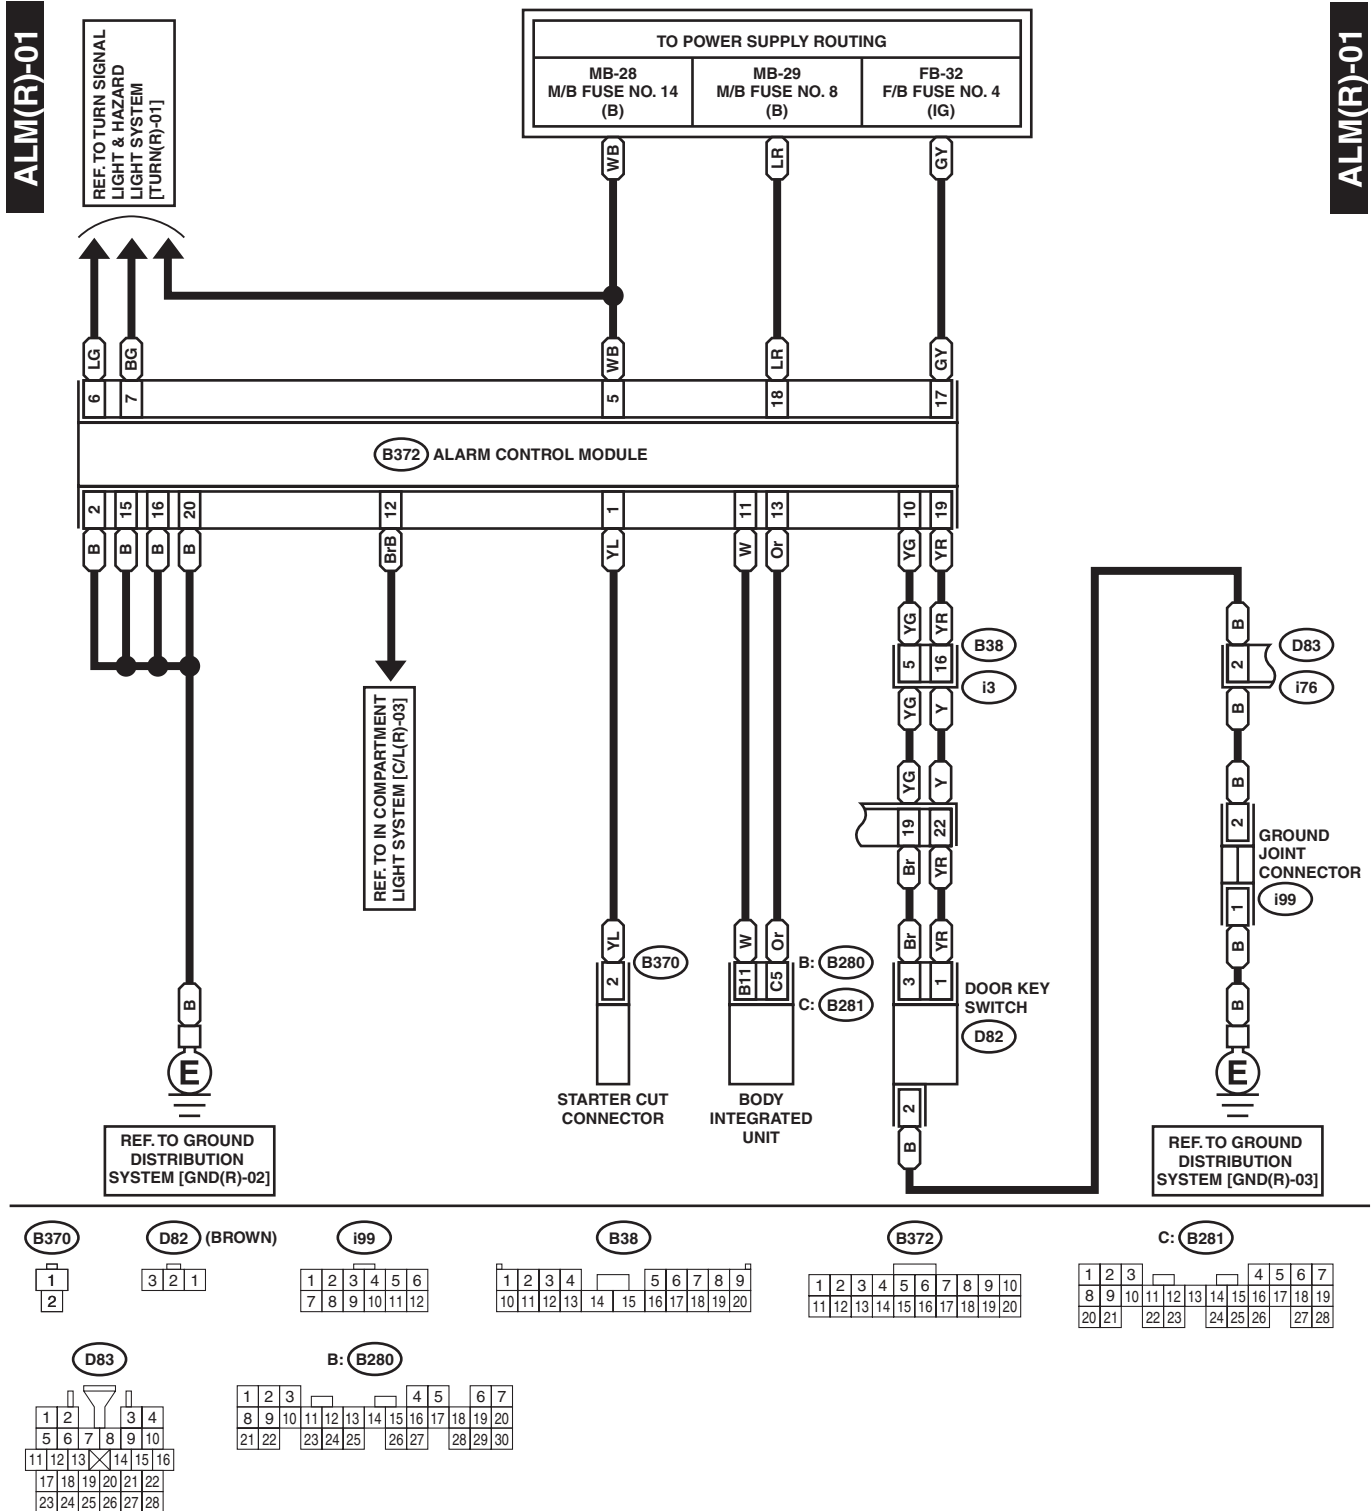 ALM(R)-01
ALM(R)-01
REF. TO TURN SIGNAL
LIGHT & HAZARD
LIGHT SYSTEM
[TURN(R)-01]
TO POWER SUPPLY ROUTING
MB-28
M/B FUSE NO. 14
(B)
MB-29
M/B FUSE NO. 8
(B)
FB-32
F/B FUSE NO. 4
(IG)
WB
LR
GY
LG
BG
WB
LR
GY
6
7
5
18
17
B372 ALARM CONTROL MODULE
2
15
16
20
12
1
11
13
10
19
B
B
B
B
BrB
YL
W
Or
YG
YR
YG
YR
B
5
16
B38
i3
2
D83
i76
YG
Y
B
REF. TO IN COMPARTMENT
LIGHT SYSTEM [C/L(R)-03]
YG
Y
B
19
22
2
GROUND
JOINT
CONNECTOR
i99
1
Br
YR
B
YL
W
Or
Br
YR
2
B370
B11
C5
B: B280
C: B281
3
1
DOOR KEY
SWITCH
D82
B
B
E
E
STARTER CUT
CONNECTOR
BODY
INTEGRATED
UNIT
2
B
REF. TO GROUND
DISTRIBUTION
SYSTEM [GND(R)-02]
REF. TO GROUND
DISTRIBUTION
SYSTEM [GND(R)-03]
B370
1
2
D82 (BROWN)
3 2 1
i99
1 2 3 4 5 6
7 8 9 10 11 12
B38
1 2 3 4 5 6 7 8 9
10 11 12 13 14 15 16 17 18 19 20
B372
1 2 3 4 5 6 7 8 9 10
11 12 13 14 15 16 17 18 19 20
C: B281
1 2 3 4 5 6 7
8 9 10 11 12 13 14 15 16 17 18 19
20 21 22 23 24 25 26 27 28
D83
1 2 3 4
5 6 7 8 9 10
11 12 13 14 15 16
17 18 19 20 21 22
23 24 25 26 27 28
B: B280
1 2 3 4 5 6 7
8 9 10 11 12 13 14 15 16 17 18 19 20
21 22 23 24 25 26 27 28 29 30